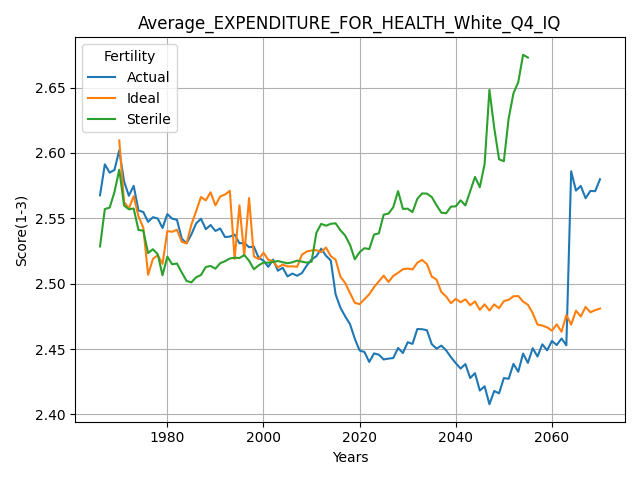 Average_EXPENDITURE_FOR_HEALTH_White_Q4_IQ
Fertility
Actual
Ideal
Sterile
Score(1-3)
2.65
2.60
2.55
2.50
2.45
2.40
1980 2000 2020 2040 2060
Years